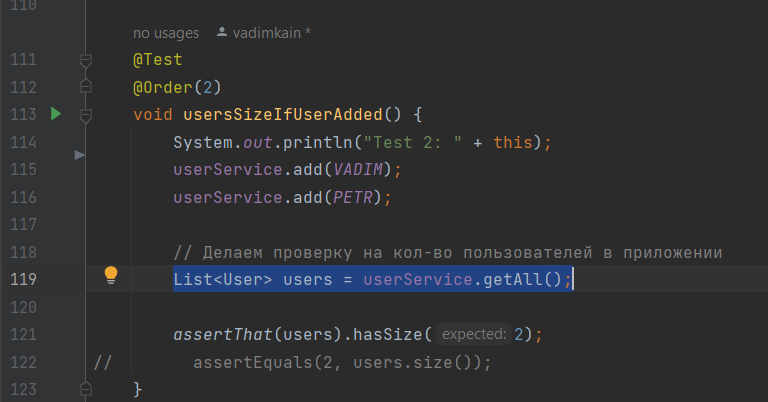 110
no usages vadimkain *
111 @Test
112 @Order(2)
113 void usersSizeIfUserAdded() {
114 System.out.println("Test 2: " + this);
115 userService.add(VADIM);
116 userService.add(PETR);
117
118 // Делаем проверку на кол-во пользователей в приложении
119 List<User> users = userService.getAll();
120
121 assertThat(users).hasSize( expected: 2);
122 // assertEquals(2, users.size());
123 }